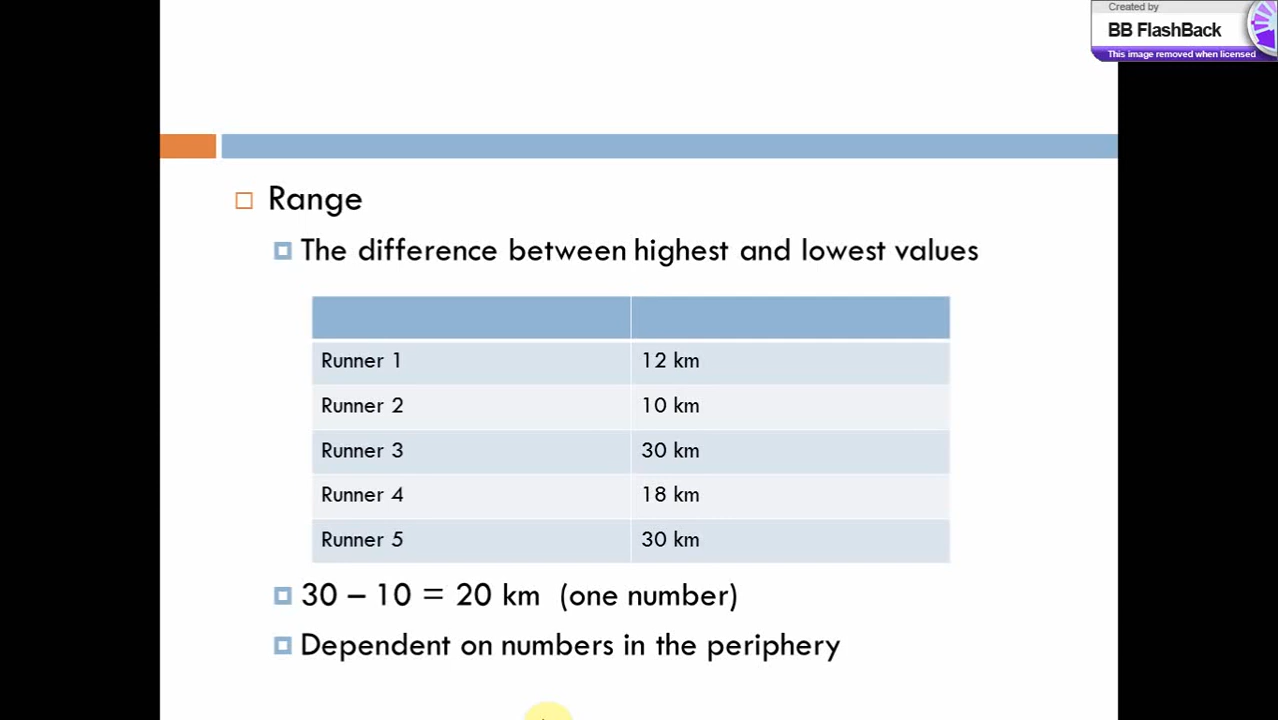 Created by
BB FlashBack
This image removed when licensed
Range
The difference between highest and lowest values
Runner 1 12 km
Runner 2 10 km
Runner 3 30 km
Runner 4 18 km
Runner 5 30 km
30 – 10 = 20 km (one number)
Dependent on numbers in the periphery